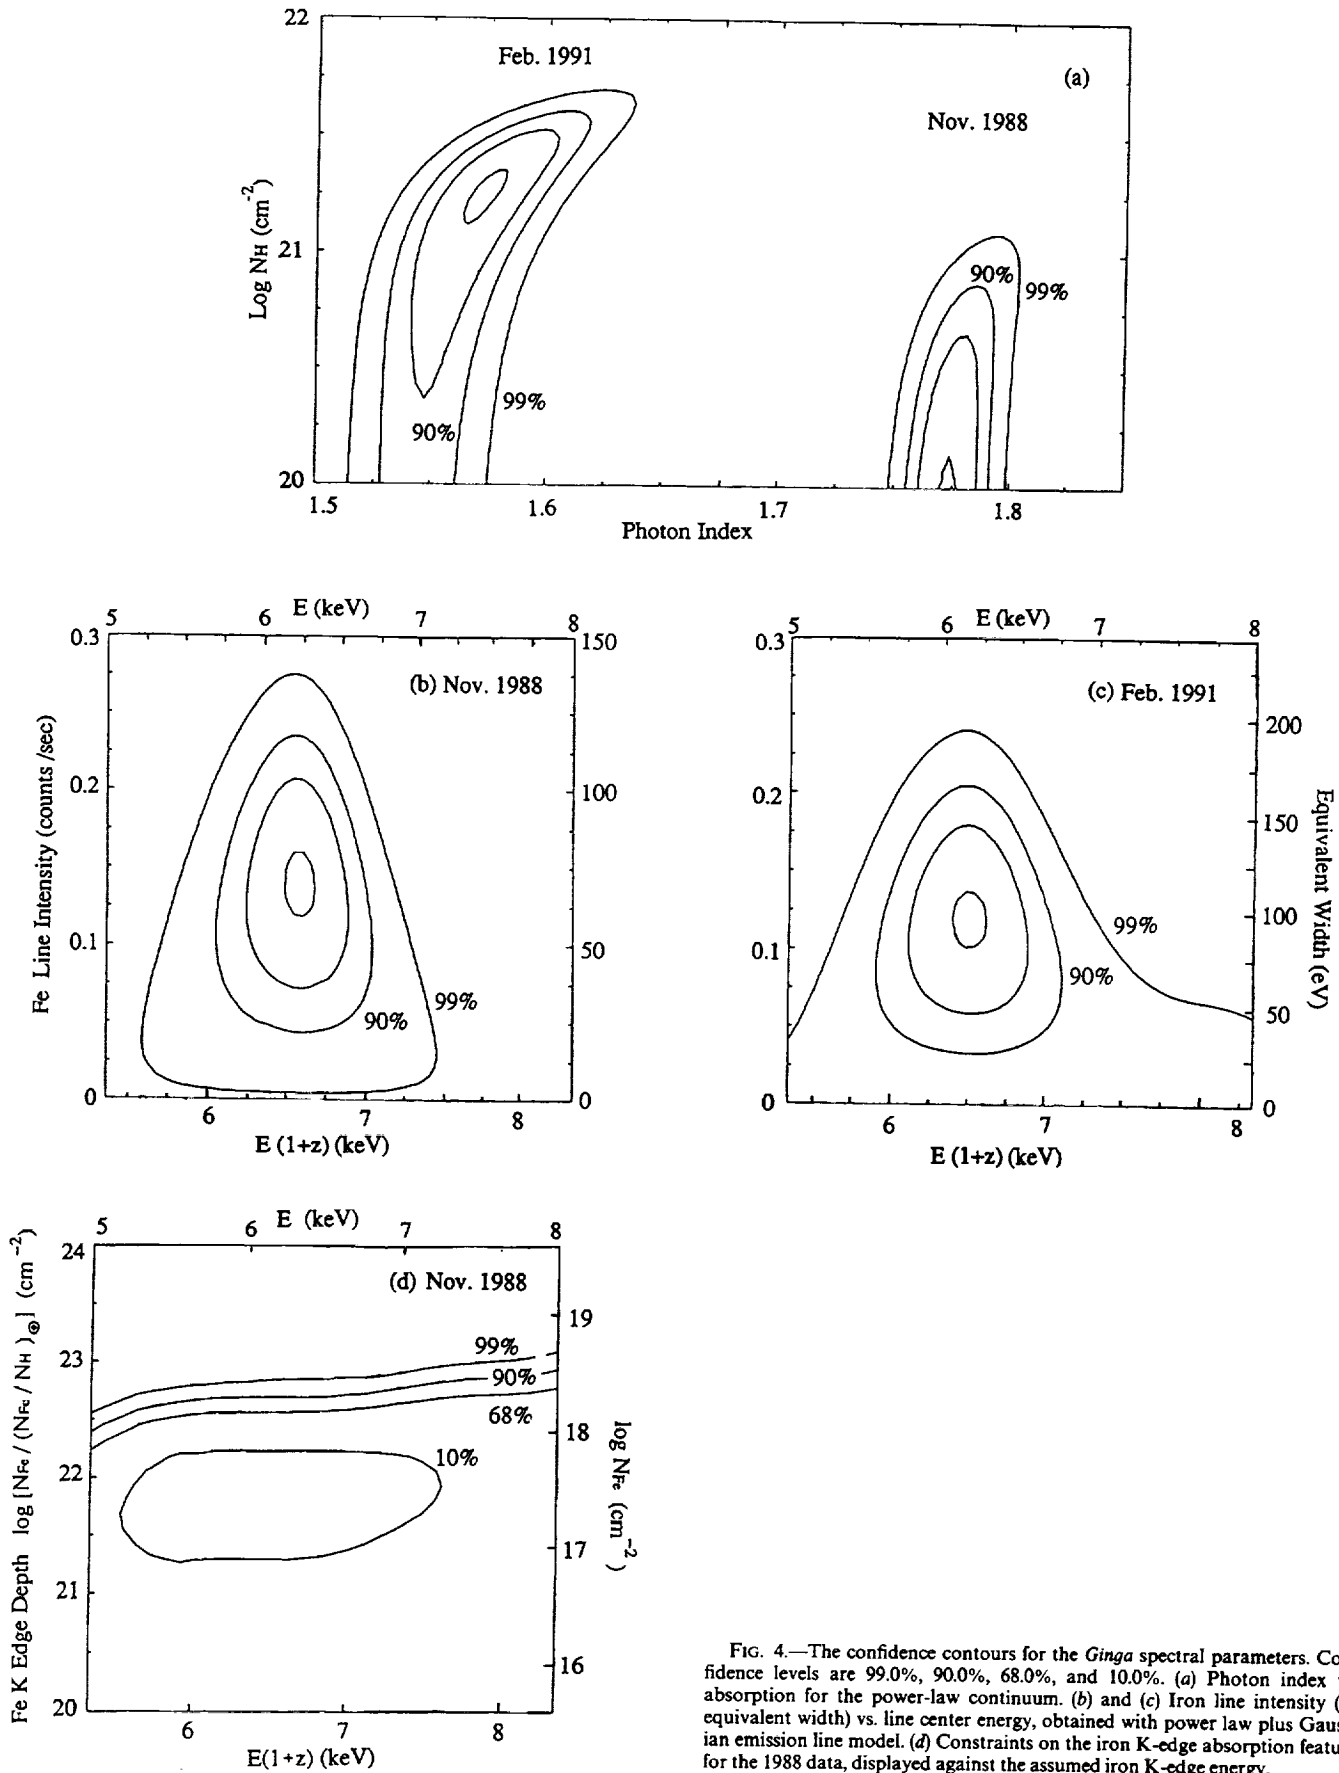 22
Feb. 1991
(a)
Nov. 1988
Log NH (cm-2)
21
90%
99%
99%
90%
20
1.5
1.6
1.7
1.8
Photon Index
5
6
E (keV)
7
8
0.3
150
(b) Nov. 1988
Fe Line Intensity (counts /sec)
0.2
100
0.1
50
99%
90%
0
0
6
7
8
E (1+z) (keV)
5
6
E (keV)
7
8
0.3
(c) Feb. 1991
200
0.2
150
Equivalent Width (eV)
99%
100
0.1
90%
50
0
0
6
7
8
E (1+z) (keV)
5
6
E (keV)
7
8
24
(d) Nov. 1988
19
Fe K Edge Depth log [NFe / (NFe / NH )⊕] (cm-2)
99%
23
90%
68%
18
log NFe (cm-2)
10%
22
17
21
16
20
6
7
8
E(1+z) (keV)
FIG. 4.—The confidence contours for the Ginga spectral parameters. Co
fidence levels are 99.0%, 90.0%, 68.0%, and 10.0%. (a) Photon index
absorption for the power-law continuum. (b) and (c) Iron line intensity (
equivalent width) vs. line center energy, obtained with power law plus Gaus
ian emission line model. (d) Constraints on the iron K-edge absorption featu
for the 1988 data, displayed against the assumed iron K-edge energy.